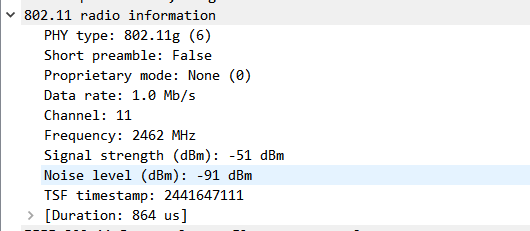 802.11 radio information
PHY type: 802.11g (6)
Short preamble: False
Proprietary mode: None (0)
Data rate: 1.0 Mb/s
Channel: 11
Frequency: 2462 MHz
Signal strength (dBm): -51 dBm
Noise level (dBm): -91 dBm
TSF timestamp: 2441647111
[Duration: 864 us]